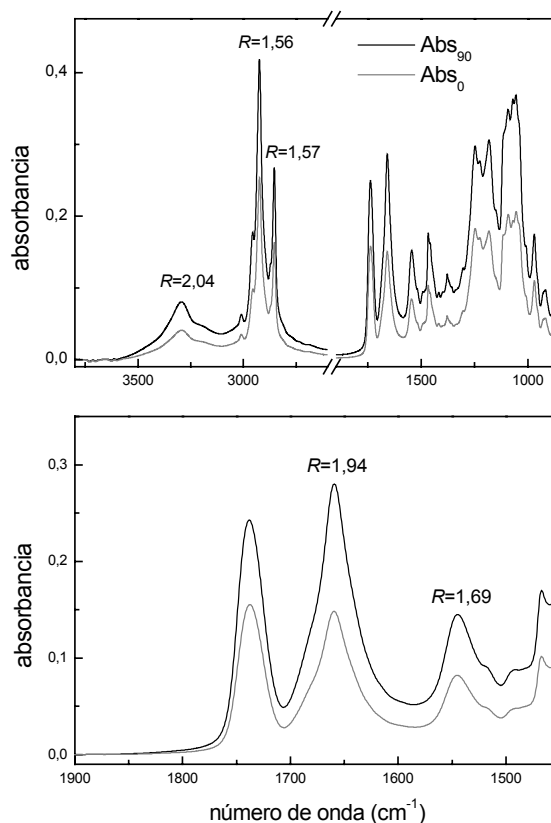 R=1,56
Abs90
Abs0
0,4
R=1,57
absorbancia
0,2
R=2,04
0,0
3500 3000 1500 1000
0,3
R=1,94
absorbancia
0,2
R=1,69
0,1
0,0
1900 1800 1700 1600 1500
número de onda (cm-1)